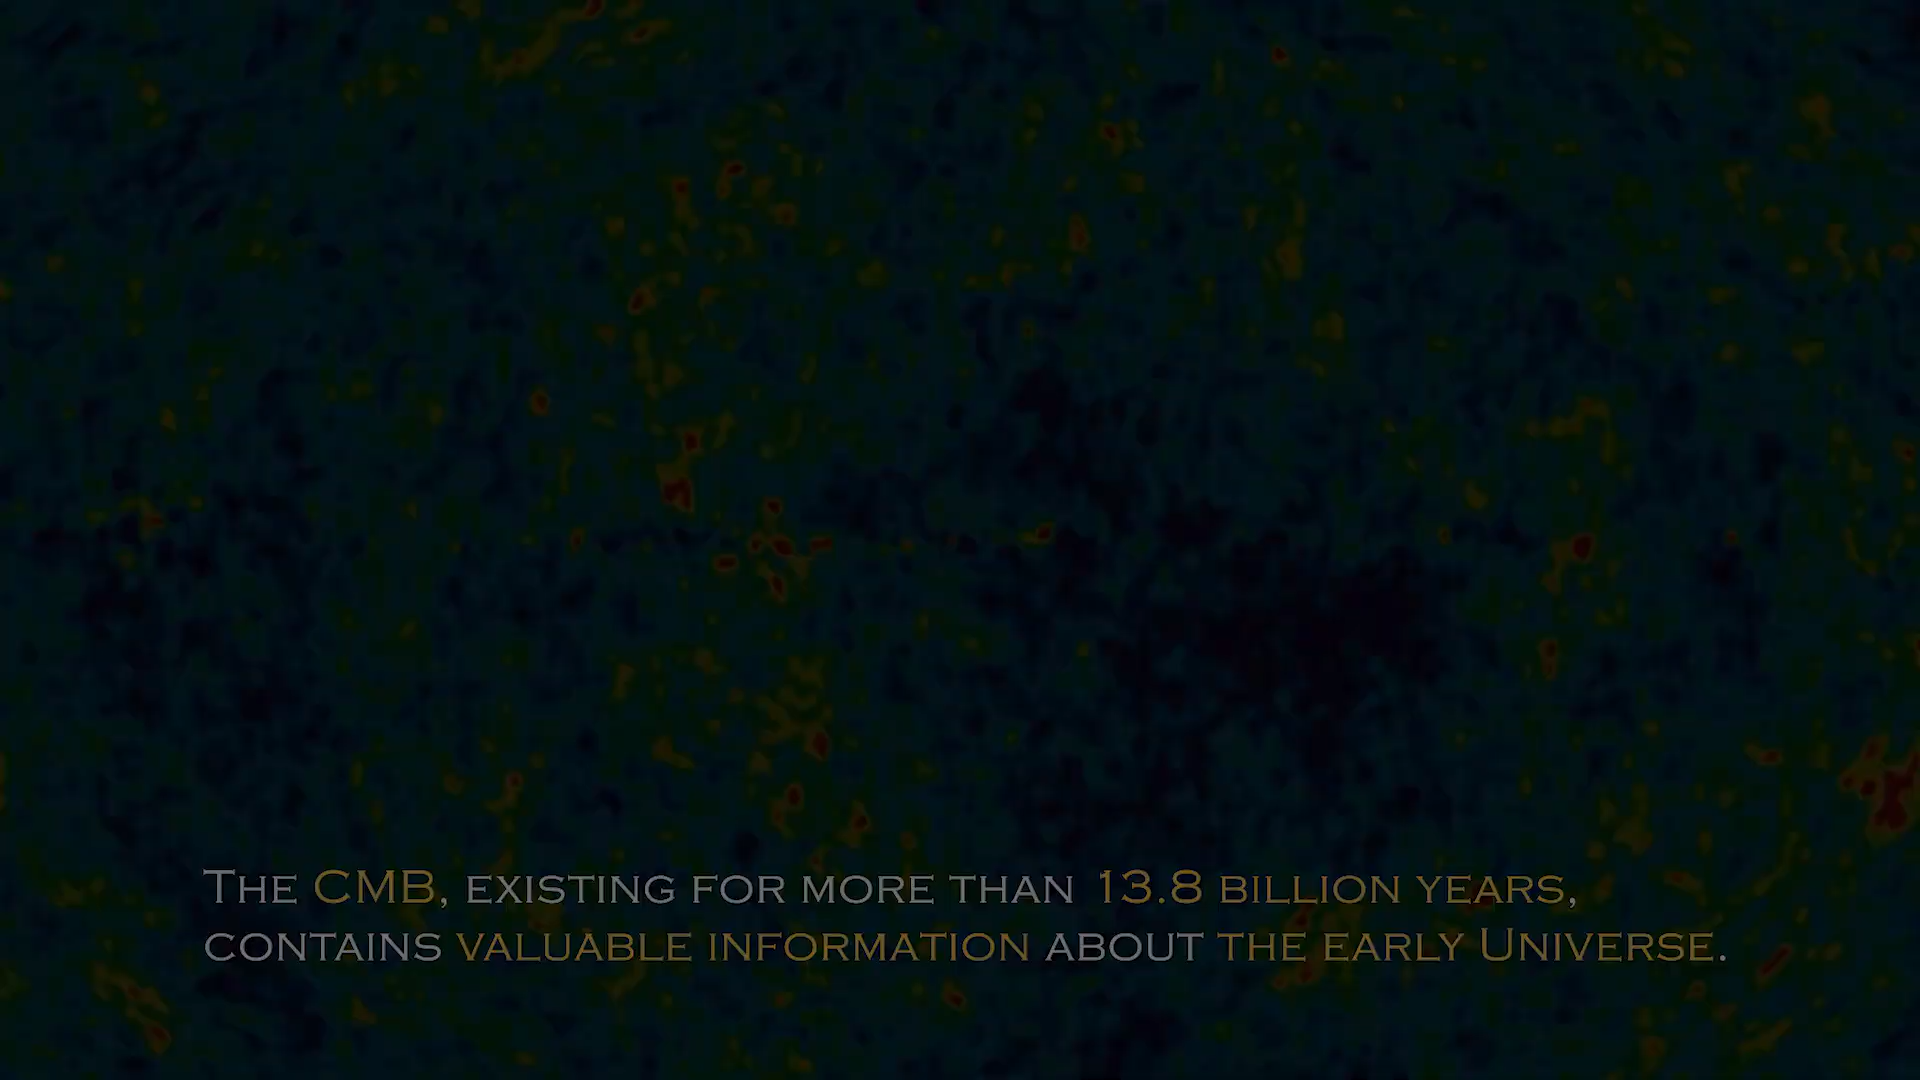 The CMB, existing for more than 13.8 billion years,
contains valuable information about the early Universe.